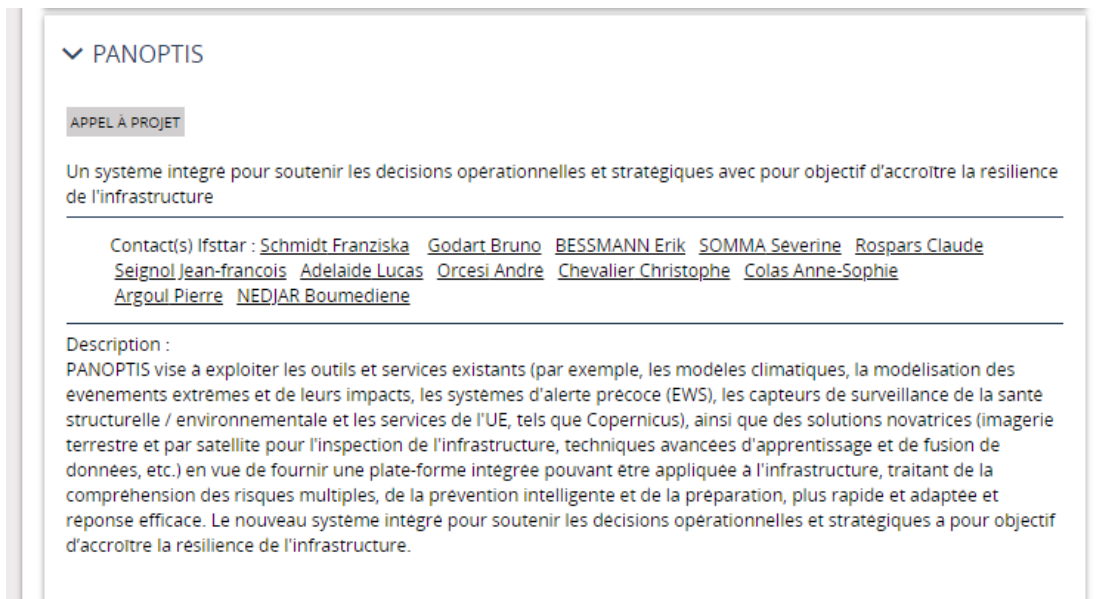 PANOPTIS
APPEL À PROJET
Un système intégré pour soutenir les décisions opérationnelles et stratégiques avec pour objectif d'accroître la résilience
de l'infrastructure
Contact(s) Ifsttar : Schmidt Franziska Godart Bruno BESSMANN Erik SOMMA Séverine Rospars Claude
Seignol Jean-francois Adelaide Lucas Orcesi André Chevalier Christophe Colas Anne-Sophie
Argoul Pierre NEDJAR Boumediene
Description :
PANOPTIS vise à exploiter les outils et services existants (par exemple, les modèles climatiques, la modélisation des
événements extrêmes et de leurs impacts, les systèmes d'alerte précoce (EWS), les capteurs de surveillance de la santé
structurelle / environnementale et les services de l'UE, tels que Copernicus), ainsi que des solutions novatrices (imagerie
terrestre et par satellite pour l'inspection de l'infrastructure, techniques avancées d'apprentissage et de fusion de
données, etc.) en vue de fournir une plate-forme intégrée pouvant être appliquée à l'infrastructure, traitant de la
compréhension des risques multiples, de la prévention intelligente et de la préparation, plus rapide et adaptée et
réponse efficace. Le nouveau système intégré pour soutenir les décisions opérationnelles et stratégiques a pour objectif
d'accroître la résilience de l'infrastructure.